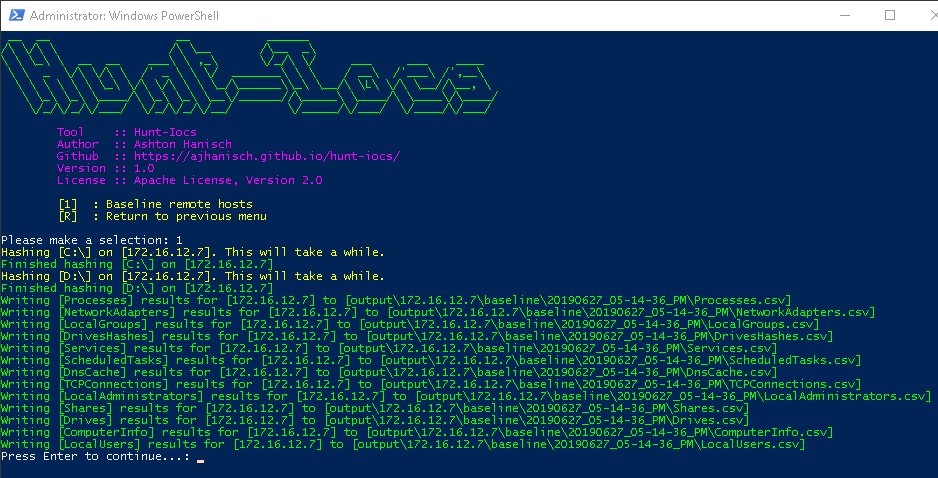 Administrator: Windows PowerShell
Hunt-Iocs
Tool :: Hunt-Iocs
Author :: Ashton Hanisch
Github :: https://ajhanisch.github.io/hunt-iocs/
Version :: 1.0
License :: Apache License, Version 2.0
[1] : Baseline remote hosts
[R] : Return to previous menu
Please make a selection: 1
Hashing [C:\] on [172.16.12.7]. This will take a while.
Finished hashing [C:\] on [172.16.12.7]
Hashing [D:\] on [172.16.12.7]. This will take a while.
Finished hashing [D:\] on [172.16.12.7]
Writing [Processes] results for [172.16.12.7] to [output\172.16.12.7\baseline\20190627_05-14-36_PM\Processes.csv]
Writing [NetworkAdapters] results for [172.16.12.7] to [output\172.16.12.7\baseline\20190627_05-14-36_PM\NetworkAdapters.csv]
Writing [LocalGroups] results for [172.16.12.7] to [output\172.16.12.7\baseline\20190627_05-14-36_PM\LocalGroups.csv]
Writing [DrivesHashes] results for [172.16.12.7] to [output\172.16.12.7\baseline\20190627_05-14-36_PM\DrivesHashes.csv]
Writing [Services] results for [172.16.12.7] to [output\172.16.12.7\baseline\20190627_05-14-36_PM\Services.csv]
Writing [ScheduledTasks] results for [172.16.12.7] to [output\172.16.12.7\baseline\20190627_05-14-36_PM\ScheduledTasks.csv]
Writing [DnsCache] results for [172.16.12.7] to [output\172.16.12.7\baseline\20190627_05-14-36_PM\DnsCache.csv]
Writing [TCPConnections] results for [172.16.12.7] to [output\172.16.12.7\baseline\20190627_05-14-36_PM\TCPConnections.csv]
Writing [LocalAdministrators] results for [172.16.12.7] to [output\172.16.12.7\baseline\20190627_05-14-36_PM\LocalAdministrators.csv]
Writing [Shares] results for [172.16.12.7] to [output\172.16.12.7\baseline\20190627_05-14-36_PM\Shares.csv]
Writing [Drives] results for [172.16.12.7] to [output\172.16.12.7\baseline\20190627_05-14-36_PM\Drives.csv]
Writing [ComputerInfo] results for [172.16.12.7] to [output\172.16.12.7\baseline\20190627_05-14-36_PM\ComputerInfo.csv]
Writing [LocalUsers] results for [172.16.12.7] to [output\172.16.12.7\baseline\20190627_05-14-36_PM\LocalUsers.csv]
Press Enter to continue...: _